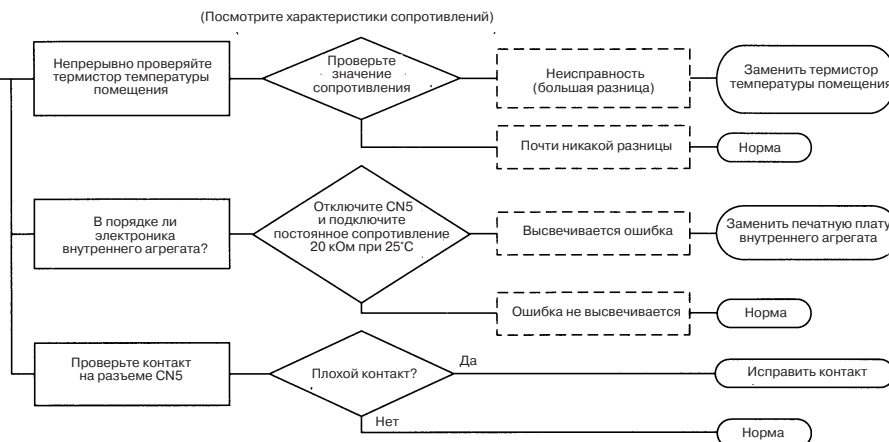 (Посмотрите характеристики сопротивлений)
Непрерывно проверяйте
термистор температуры
помещения
Проверьте
значение
сопротивления
Неисправность
(большая разница)
Заменить термистор
температуры помещения
Почти никакой разницы
Норма
В порядке ли
электроника
внутреннего агрегата?
Отключите CN5
и подключите
постоянное сопротивление
20 кОм при 25°C
Высвечивается ошибка
Заменить печатную плату
внутреннего агрегата
Ошибка не высвечивается
Норма
Проверьте контакт
на разъеме CN5
Плохой контакт?
Да
Исправить контакт
Нет
Норма